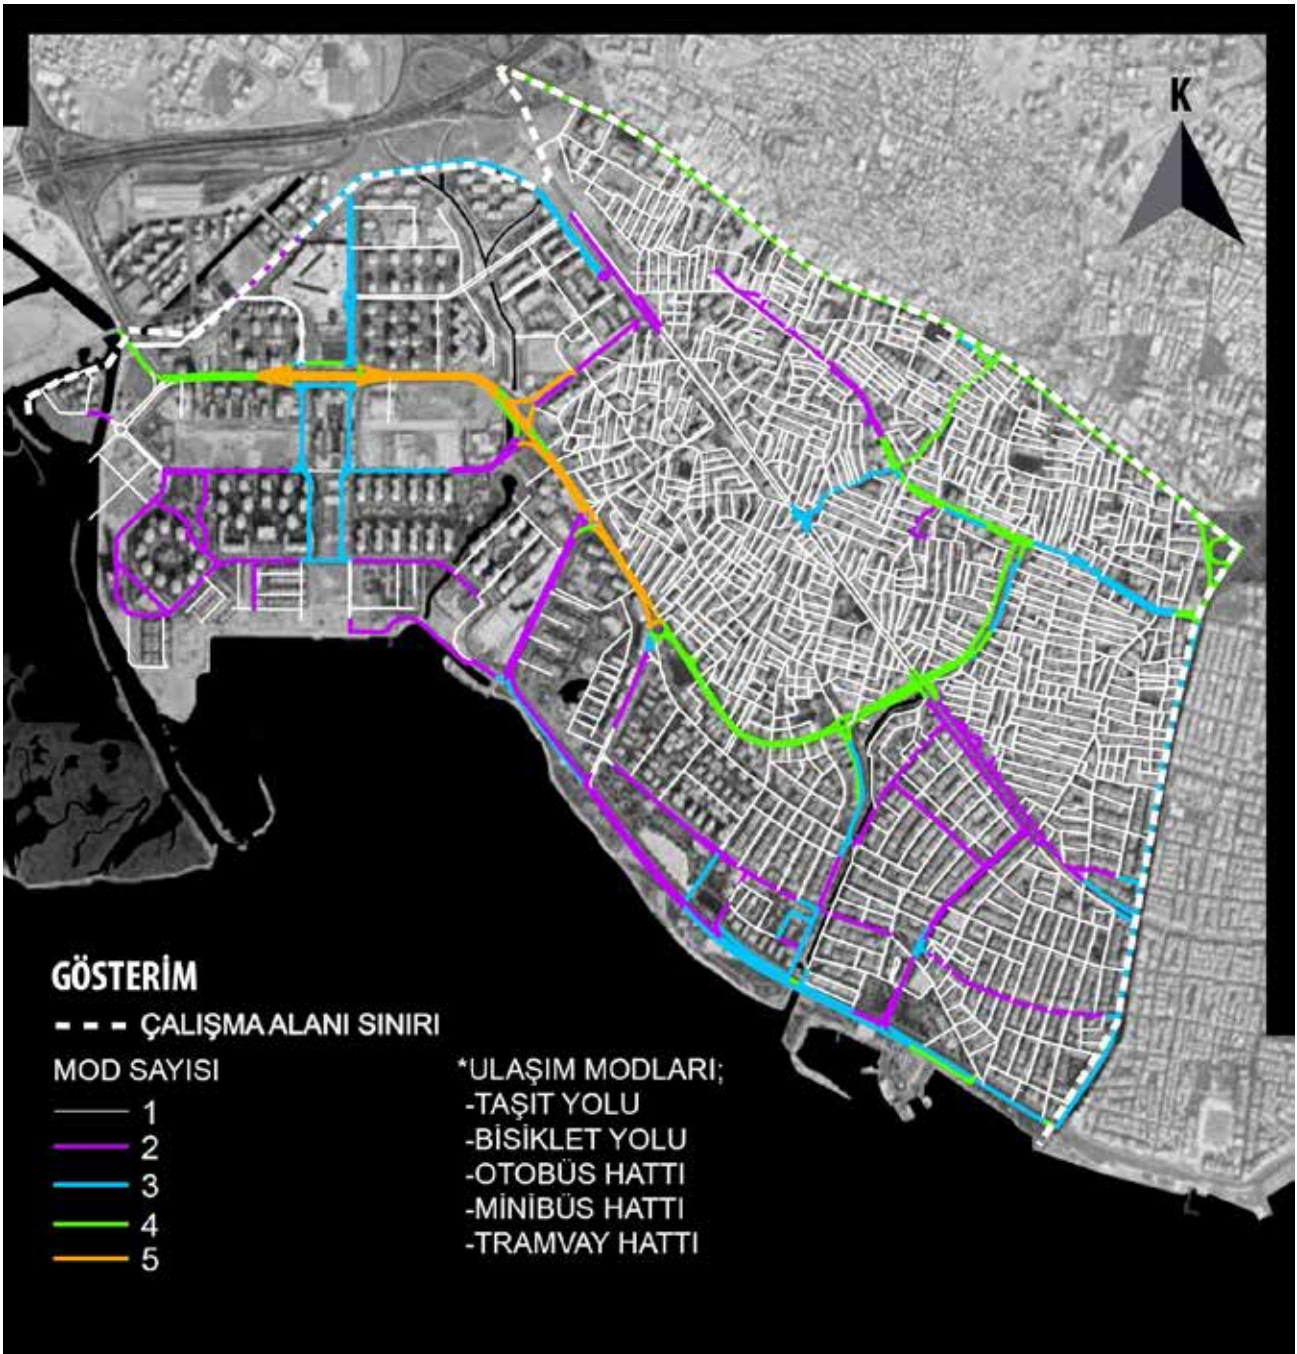 K
GÖSTERİM
ÇALIŞMA ALANI SINIRI
MOD SAYISI
1
2
3
4
5
*ULAŞIM MODLARI;
-TAŞIT YOLU
-BİSİKLET YOLU
-OTOBÜS HATTI
-MİNİBÜS HATTI
-TRAMVAY HATTI